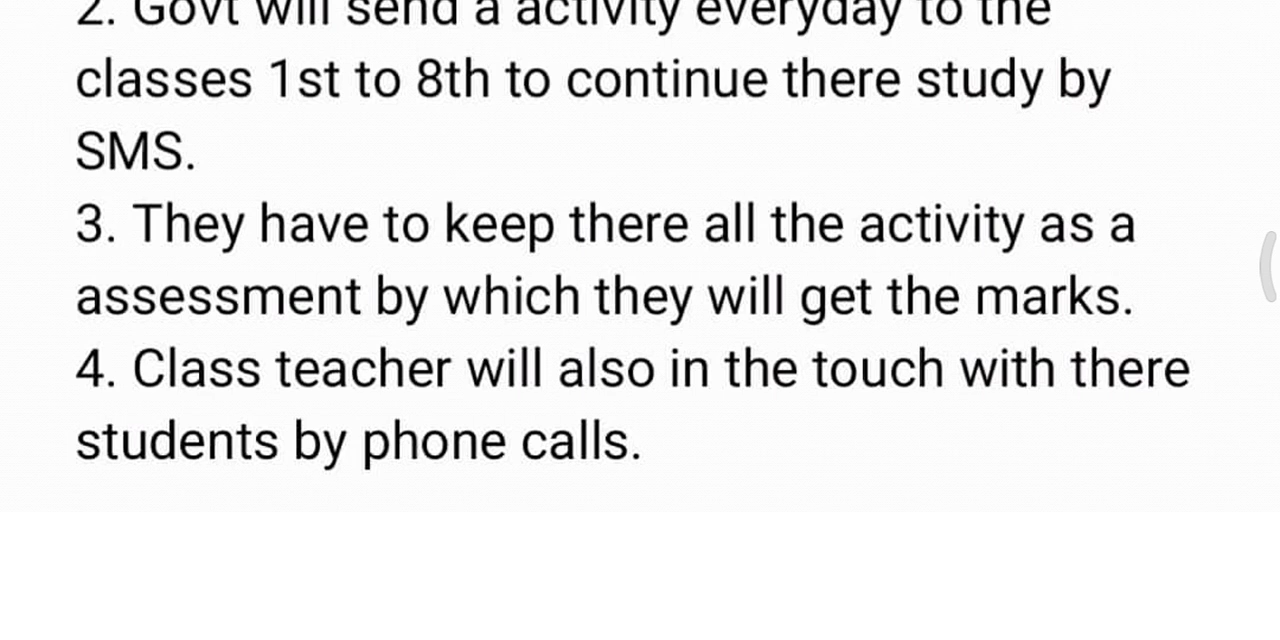 2. Govt will send a activity everyday to the
classes 1st to 8th to continue there study by
SMS.
3. They have to keep there all the activity as a
assessment by which they will get the marks.
4. Class teacher will also in the touch with there
students by phone calls.